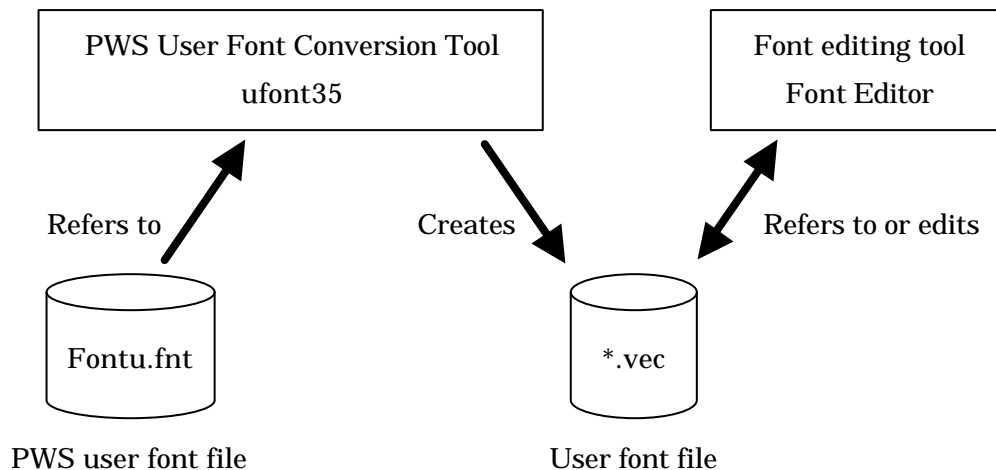 PWS User Font Conversion Tool
ufont35
Font editing tool
Font Editor
Refers to
Creates
Refers to or edits
Fontu.fnt
*.vec
PWS user font file
User font file